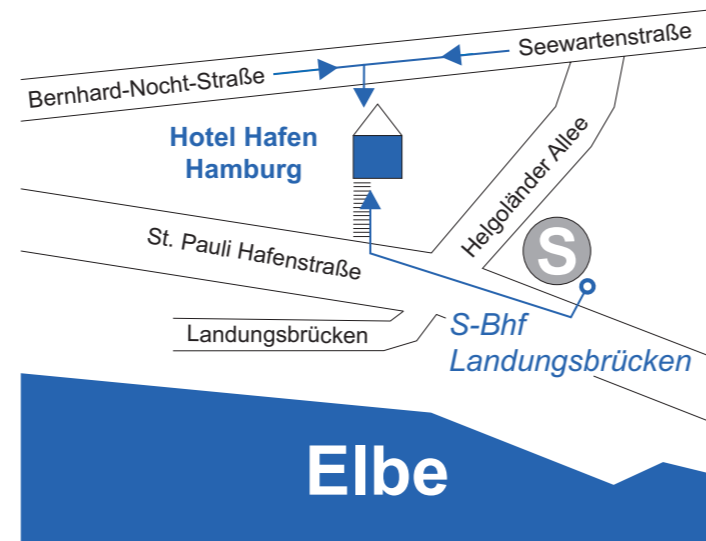 Seewartenstraße
Bernhard-Nocht-Straße
Hotel Hafen
Hamburg
Helgoländer Allee
St. Pauli Hafenstraße
S
S-Bhf
Landungsbrücken
Landungsbrücken
Elbe